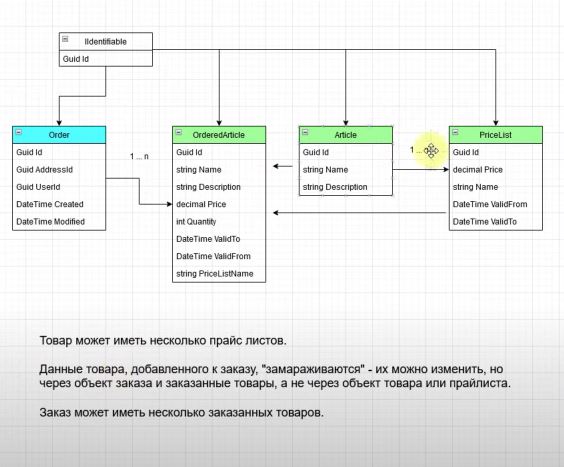 IIdentifiable
Guid Id
Order
Guid Id
Guid AddressId
Guid UserId
DateTime Created
DateTime Modified
1 ... n
OrderedArticle
Guid Id
string Name
string Description
decimal Price
int Quantity
DateTime ValidTo
DateTime ValidFrom
string PriceListName
Article
Guid Id
string Name
string Description
1 ...
PriceList
Guid Id
decimal Price
string Name
DateTime ValidFrom
DateTime ValidTo
Товар может иметь несколько прайс листов.
Данные товара, добавленного к заказу, "замараживаются" - их можно изменить, но
через объект заказа и заказанные товары, а не через объект товара или прайлиста.
Заказ может иметь несколько заказанных товаров.